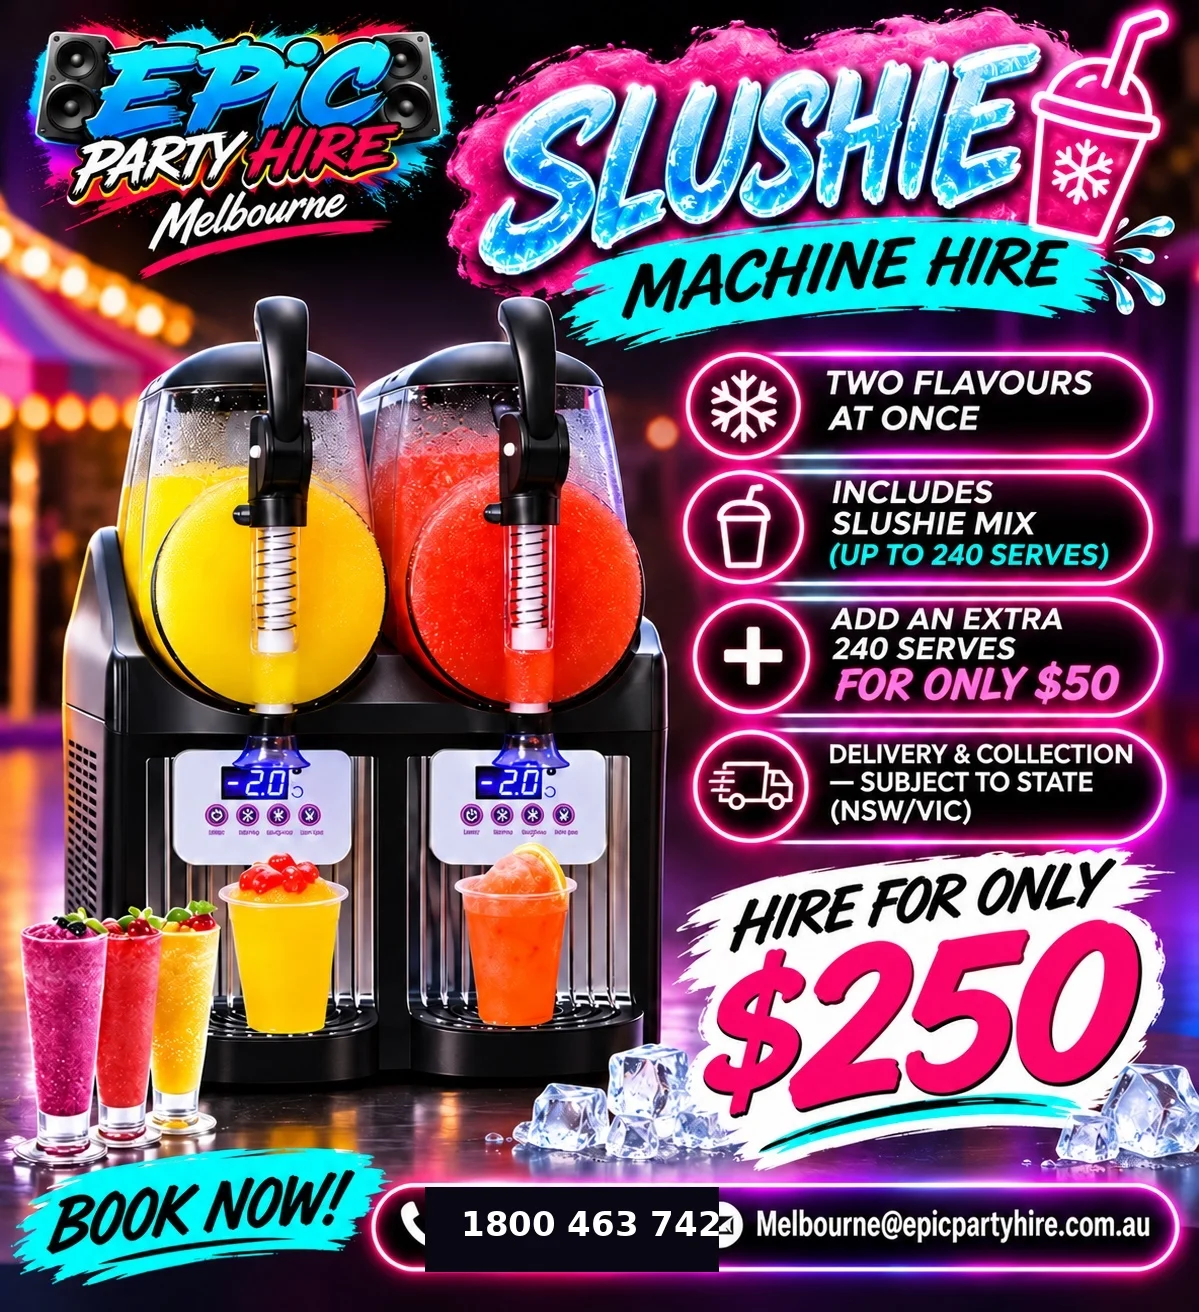 EPIC
PARTY HIRE
Melbourne
SLUSHIE
MACHINE HIRE
TWO FLAVOURS
AT ONCE
INCLUDES
SLUSHIE MIX
(UP TO 240 SERVES)
ADD AN EXTRA
240 SERVES
FOR ONLY $50
DELIVERY & COLLECTION
— SUBJECT TO STATE
(NSW/VIC)
-2.0°
-2.0°
HIRE FOR ONLY
$250
BOOK NOW!
1800 463 742
Melbourne@epicpartyhire.com.au